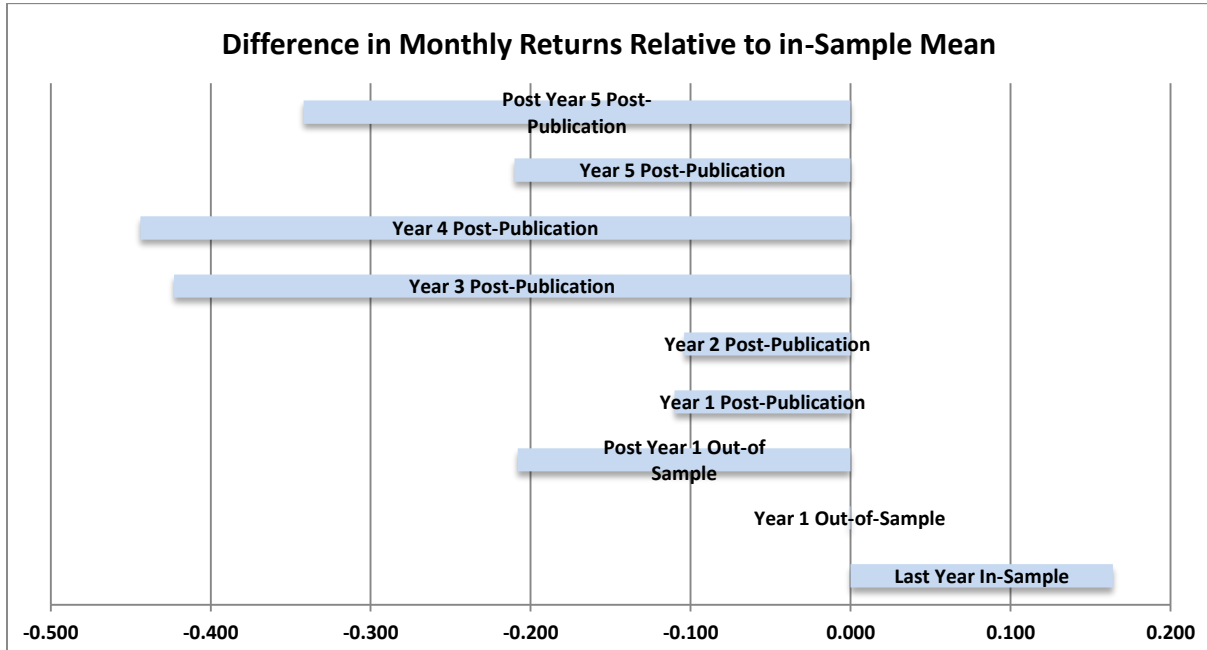 Difference in Monthly Returns Relative to in-Sample Mean
Post Year 5 Post-
Publication
Year 5 Post-Publication
Year 4 Post-Publication
Year 3 Post-Publication
Year 2 Post-Publication
Year 1 Post-Publication
Post Year 1 Out-of
Sample
Year 1 Out-of-Sample
Last Year In-Sample
-0.500 -0.400 -0.300 -0.200 -0.100 0.000 0.100 0.200